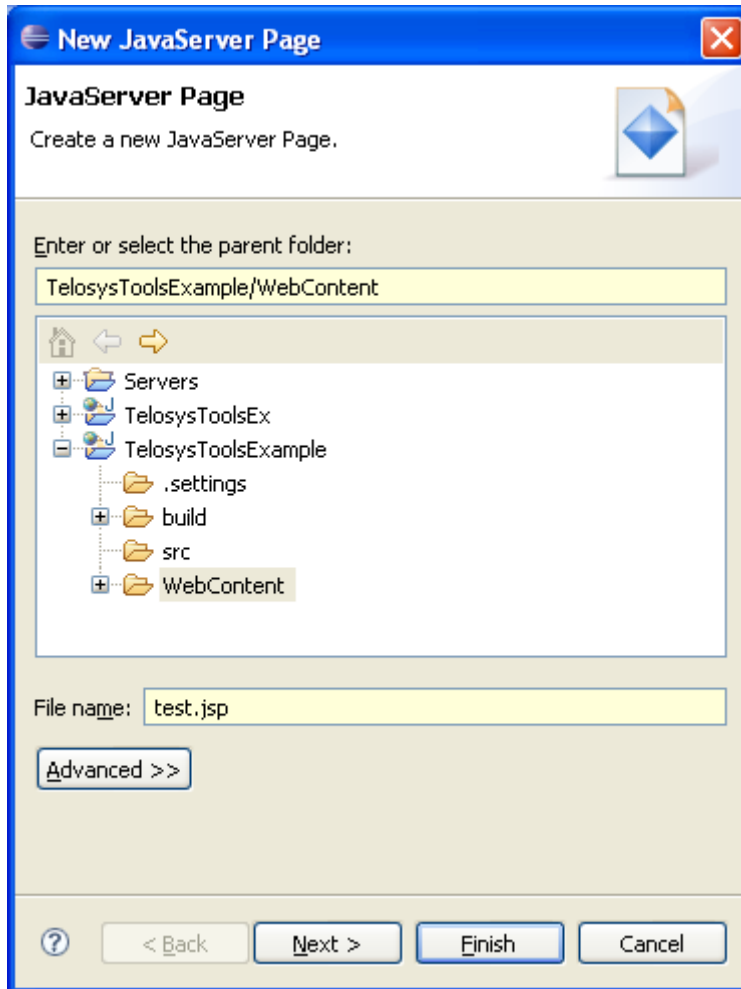 New JavaServer Page
JavaServer Page
Create a new JavaServer Page.
Enter or select the parent folder:
TelosysToolsExample/WebContent
Servers
TelosysToolsEx
TelosysToolsExample
.settings
build
src
WebContent
File name: test.jsp
Advanced >>
? < Back Next > Finish Cancel